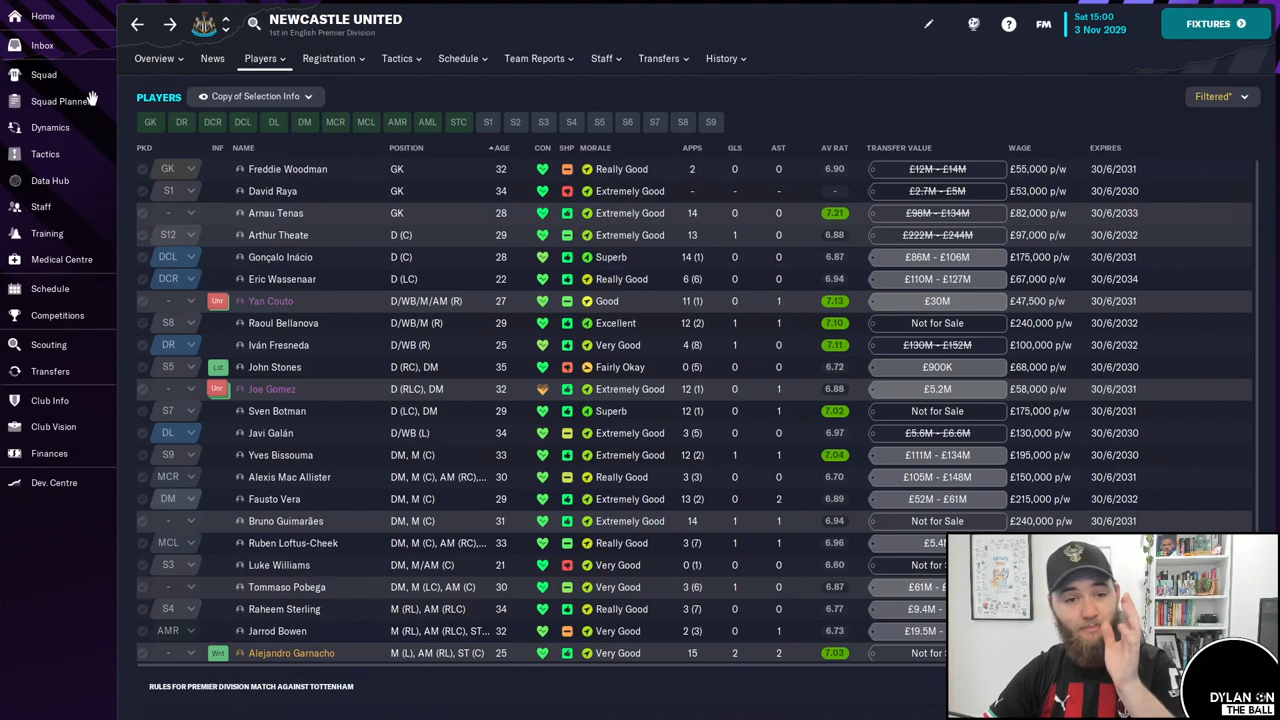 Home
NEWCASTLE UNITED
1st in English Premier Division
FM
Sat 15:00
3 Nov 2029
FIXTURES
Inbox
Squad
Squad Planne
Dynamics
Tactics
Data Hub
Staff
Training
Medical Centre
Schedule
Competitions
Scouting
Transfers
Club Info
Club Vision
Finances
Dev. Centre
Overview News Players Registration Tactics Schedule Team Reports Staff Transfers History
PLAYERS Copy of Selection Info Filtered*
GK DR DCR DCL DL DM MCR MCL AMR AML STC S1 S2 S3 S4 S5 S6 S7 S8 S9
PKD INF NAME POSITION AGE CON SHP MORALE APPS GLS AST AV RAT TRANSFER VALUE WAGE EXPIRES
GK Freddie Woodman GK 32 Really Good 2 0 0 6.90 £12M - £14M £55,000 p/w 30/6/2031
S1 David Raya GK 34 Extremely Good - - - - £2.7M - £5M £53,000 p/w 30/6/2030
- Arnau Tenas GK 28 Extremely Good 14 0 0 7.21 £98M - £134M £82,000 p/w 30/6/2033
S12 Arthur Theate D (C) 29 Extremely Good 13 1 0 6.88 £222M - £244M £97,000 p/w 30/6/2032
DCL Gonçalo Inácio D (C) 28 Superb 14 (1) 0 0 6.87 £86M - £106M £175,000 p/w 30/6/2031
DCR Eric Wassenaar D (LC) 22 Really Good 6 (6) 0 0 6.94 £110M - £127M £67,000 p/w 30/6/2034
- Unr Yan Couto D/WB/M/AM (R) 27 Good 11 (1) 0 1 7.13 £30M £47,500 p/w 30/6/2031
S8 Raoul Bellanova D/WB/M (R) 29 Excellent 12 (2) 1 1 7.10 Not for Sale £240,000 p/w 30/6/2032
DR Iván Fresneda D/WB (R) 25 Very Good 4 (8) 1 0 7.11 £130M - £152M £100,000 p/w 30/6/2032
S5 Lst John Stones D (RC), DM 35 Fairly Okay 0 (5) 0 0 6.72 £900K £68,000 p/w 30/6/2030
- Unr Joe Gomez D (RLC), DM 32 Extremely Good 12 (1) 0 1 6.88 £5.2M £58,000 p/w 30/6/2031
S7 Sven Botman D (LC), DM 29 Superb 12 (1) 0 1 7.02 Not for Sale £175,000 p/w 30/6/2031
DL Javi Galán D/WB (L) 34 Extremely Good 3 (5) 0 0 6.97 £5.6M - £6.6M £130,000 p/w 30/6/2030
S9 Yves Bissouma DM, M (C) 33 Extremely Good 12 (2) 1 1 7.04 £111M - £134M £195,000 p/w 30/6/2031
MCR Alexis Mac Allister DM, M (C), AM (RC),... 30 Really Good 3 (3) 0 0 6.70 £105M - £148M £150,000 p/w 30/6/2031
DM Fausto Vera DM, M (C) 29 Extremely Good 13 (2) 0 2 6.89 £52M - £61M £215,000 p/w 30/6/2032
- Bruno Guimarães DM, M (C) 31 Extremely Good 14 1 1 6.94 Not for Sale £240,000 p/w 30/6/2031
MCL Ruben Loftus-Cheek DM, M (C), AM (RC),... 33 Really Good 3 (7) 0 0 6.96 £5.4
S3 Luke Williams DM, M/AM (C) 21 Very Good 0 (1) 0 0 6.60 Not fo
- Tommaso Pobega DM, M (LC), AM (C) 30 Very Good 3 (6) 1 0 6.87 £61M -
S4 Raheem Sterling M (RL), AM (RLC) 34 Really Good 3 (7) 0 0 6.77 £9.4M -
AMR Jarrod Bowen M (RL), AM (RLC), ST... 32 Very Good 2 (3) 0 0 6.73 £19.5M -
- Wnt Alejandro Garnacho M (L), AM (RL), ST (C) 25 Very Good 15 2 2 7.03 Not fo
RULES FOR PREMIER DIVISION MATCH AGAINST TOTTENHAM
DYLAN ON
THE BALL